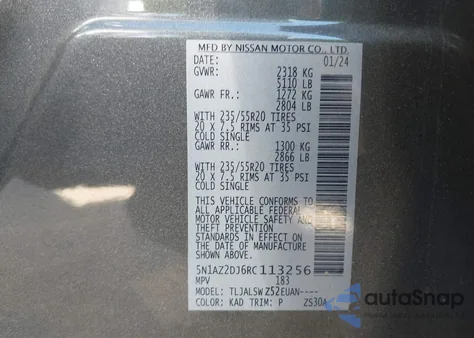 MFD BY NISSAN MOTOR CO., LTD.
DATE: 01/24
GVWR: 2318 KG
5110 LB
GAWR FR.: 1272 KG
2804 LB
WITH 235/55R20 TIRES
20 X 7.5 RIMS AT 35 PSI
COLD SINGLE
GAWR RR.: 1300 KG
2866 LB
WITH 235/55R20 TIRES
20 X 7.5 RIMS AT 35 PSI
COLD SINGLE
THIS VEHICLE CONFORMS TO
ALL APPLICABLE FEDERAL
MOTOR VEHICLE SAFETY AND
THEFT PREVENTION
STANDARDS IN EFFECT ON
THE DATE OF MANUFACTURE
SHOWN ABOVE.
5N1AZ2DJ6RC113256
MPV 183
MODEL: TLJALSW Z52EUAN----
COLOR: KAD TRIM: P ZS30A
autoSnap